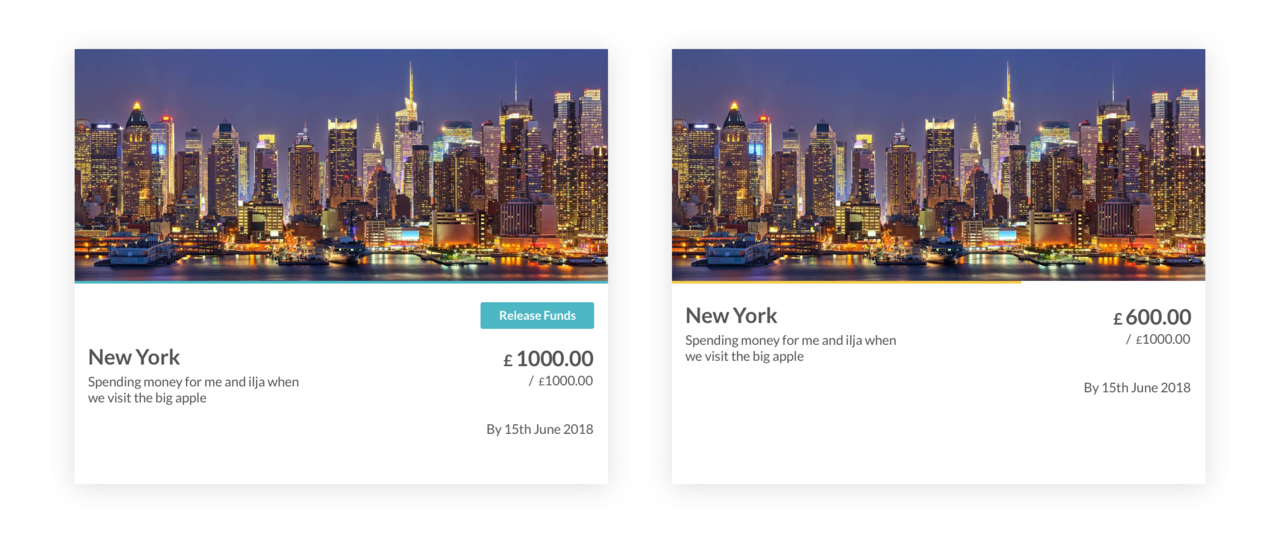 Release Funds
New York
£ 1000.00
Spending money for me and ilja when
/ £1000.00
we visit the big apple
By 15th June 2018
New York
£ 600.00
Spending money for me and ilja when
/ £1000.00
we visit the big apple
By 15th June 2018